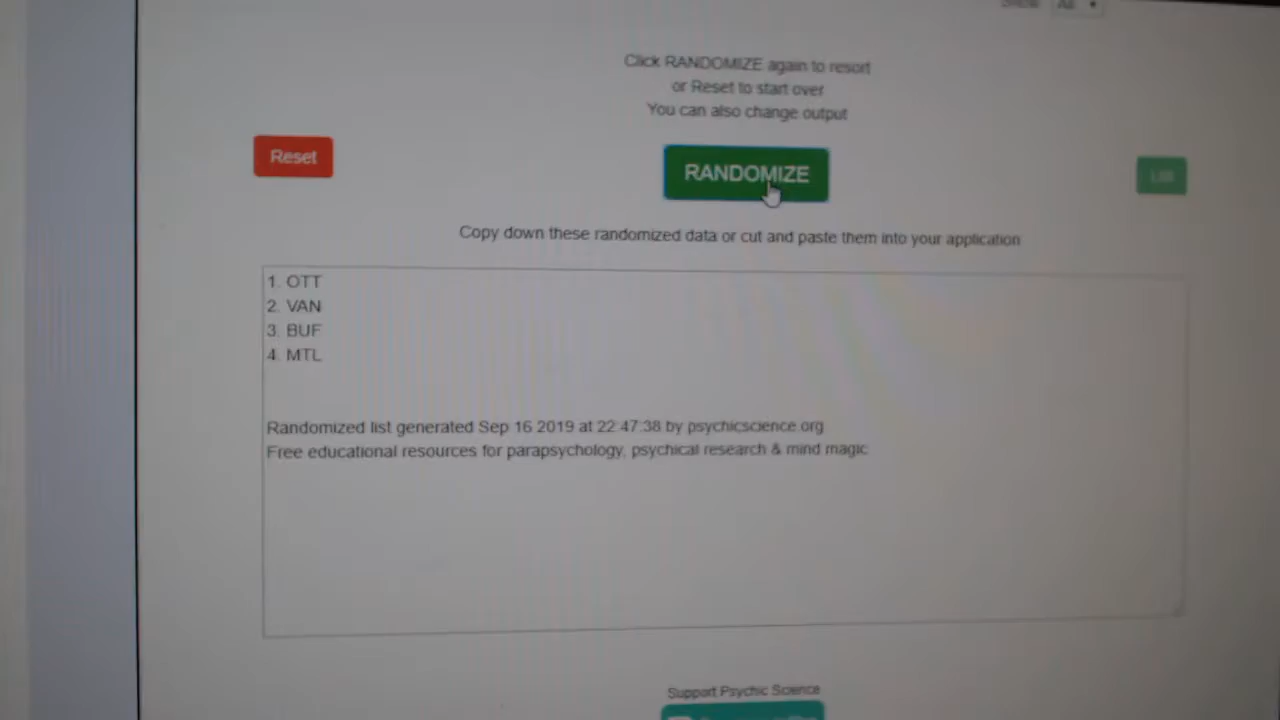 Click RANDOMIZE again to resort
or Reset to start over
You can also change output
Reset
RANDOMIZE
List
Copy down these randomized data or cut and paste them into your application
1. OTT
2. VAN
3. BUF
4. MTL
Randomized list generated Sep 16 2019 at 22:47:38 by psychicscience.org
Free educational resources for parapsychology, psychical research & mind magic
Support Psychic Science